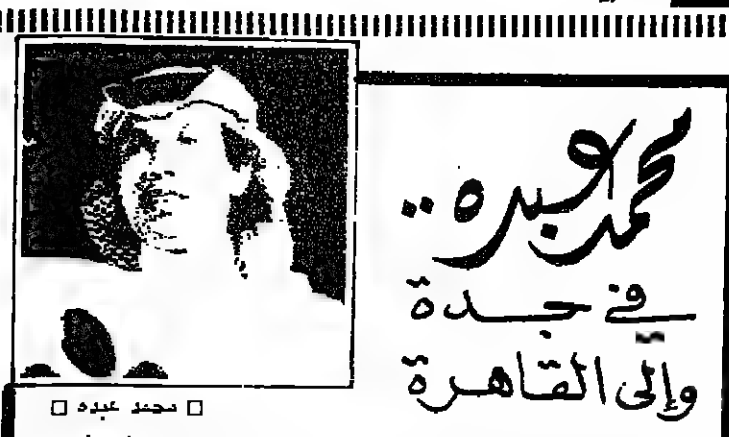 محمد عبده ..
في جدة
وإلى القاهرة
□ محمد عبده □